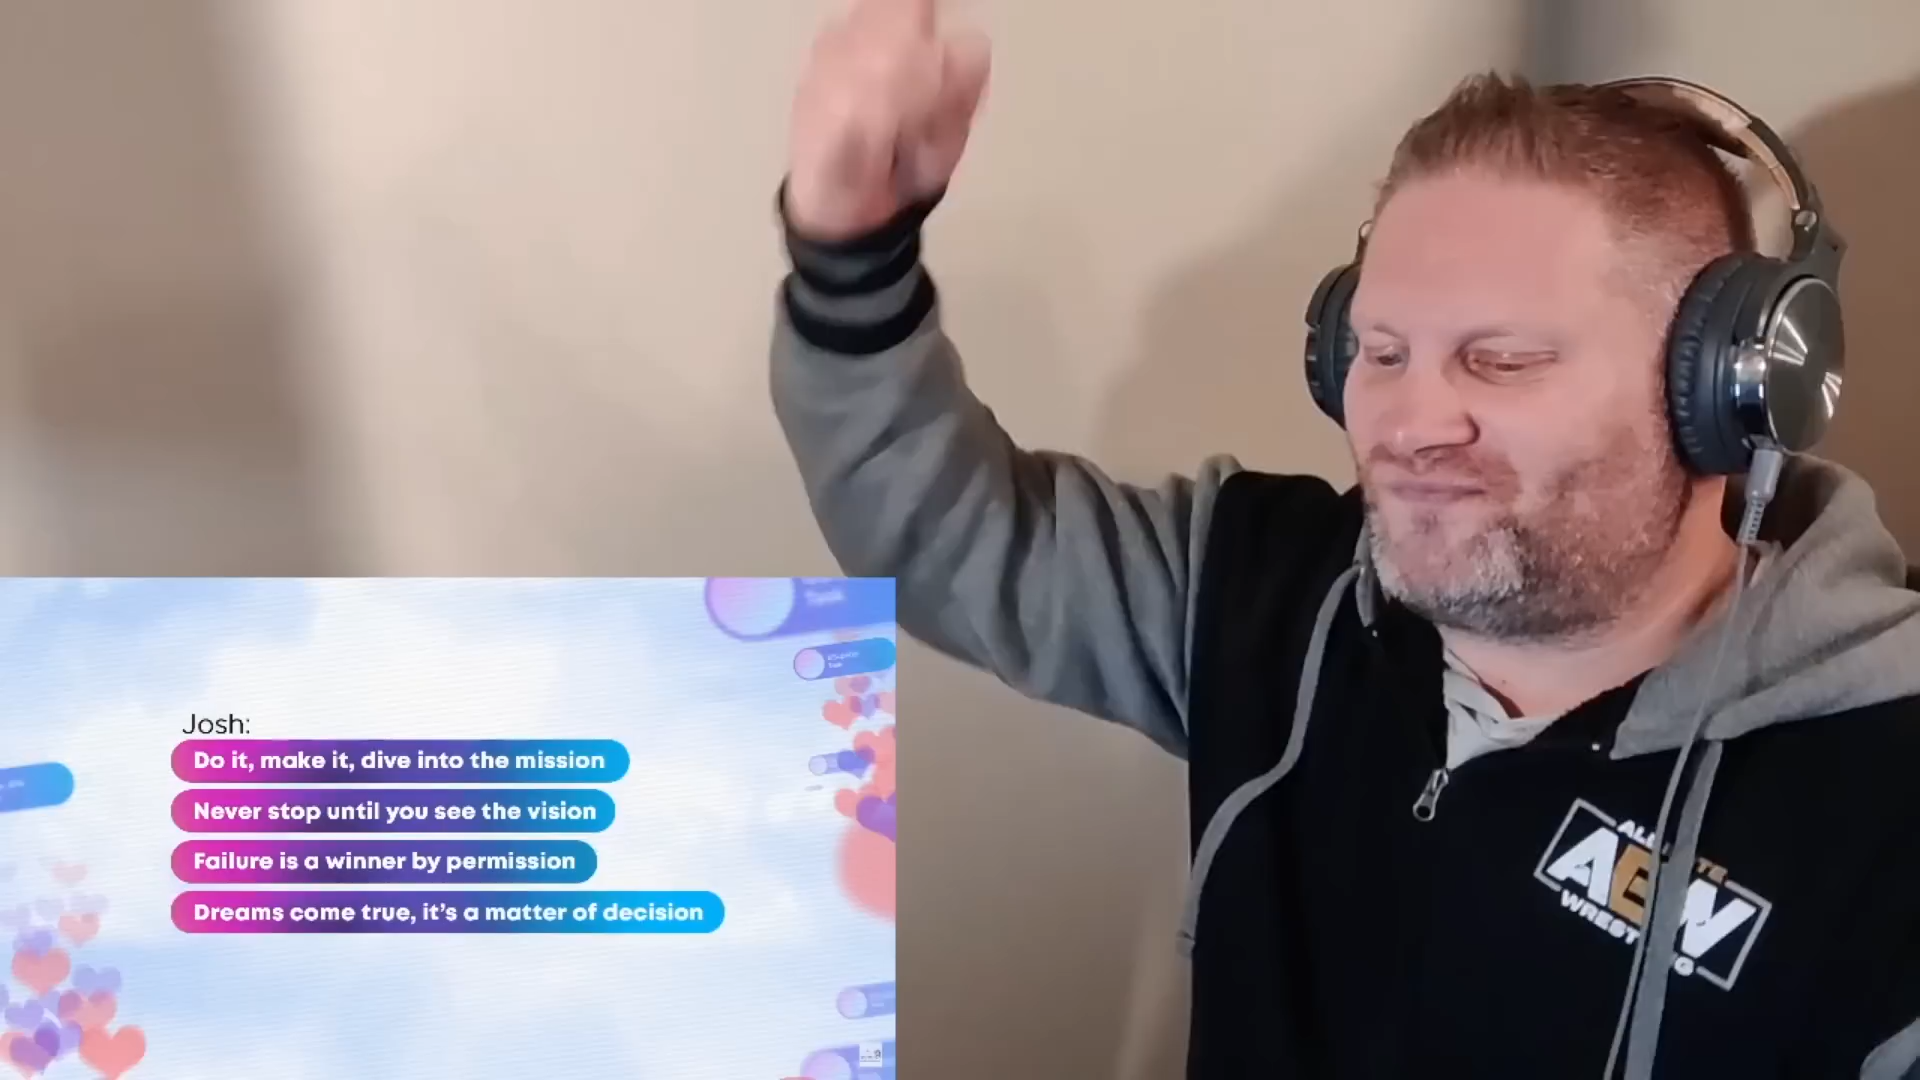 Josh:
Do it, make it, dive into the mission
Never stop until you see the vision
Failure is a winner by permission
Dreams come true, it's a matter of decision
AEW
WREST